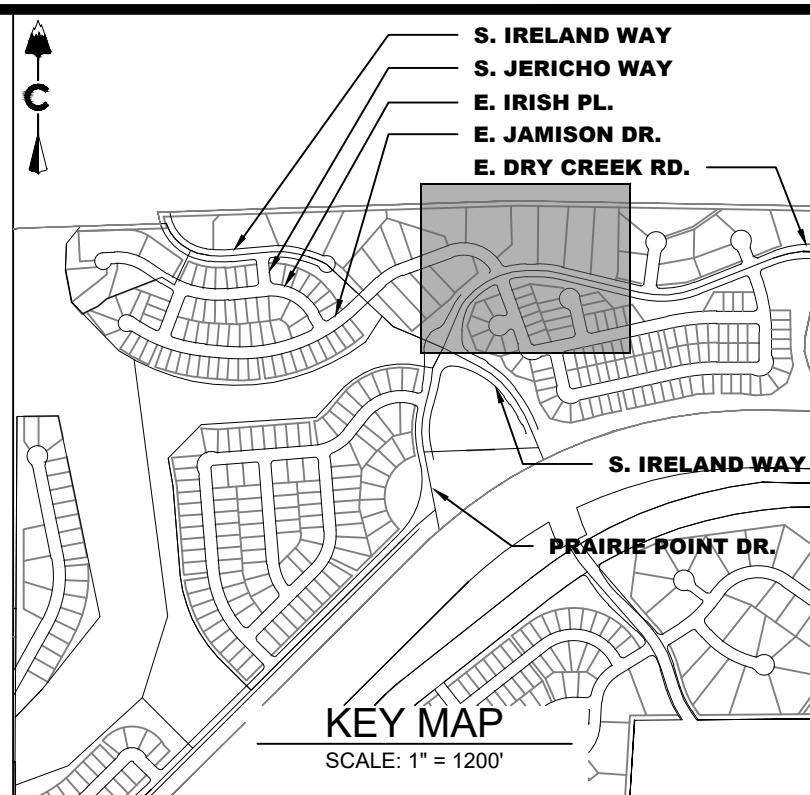 S. IRELAND WAY
S. JERICHO WAY
E. IRISH PL.
E. JAMISON DR.
E. DRY CREEK RD.
C
S. IRELAND WAY
PRAIRIE POINT DR.
KEY MAP
SCALE: 1" = 1200'